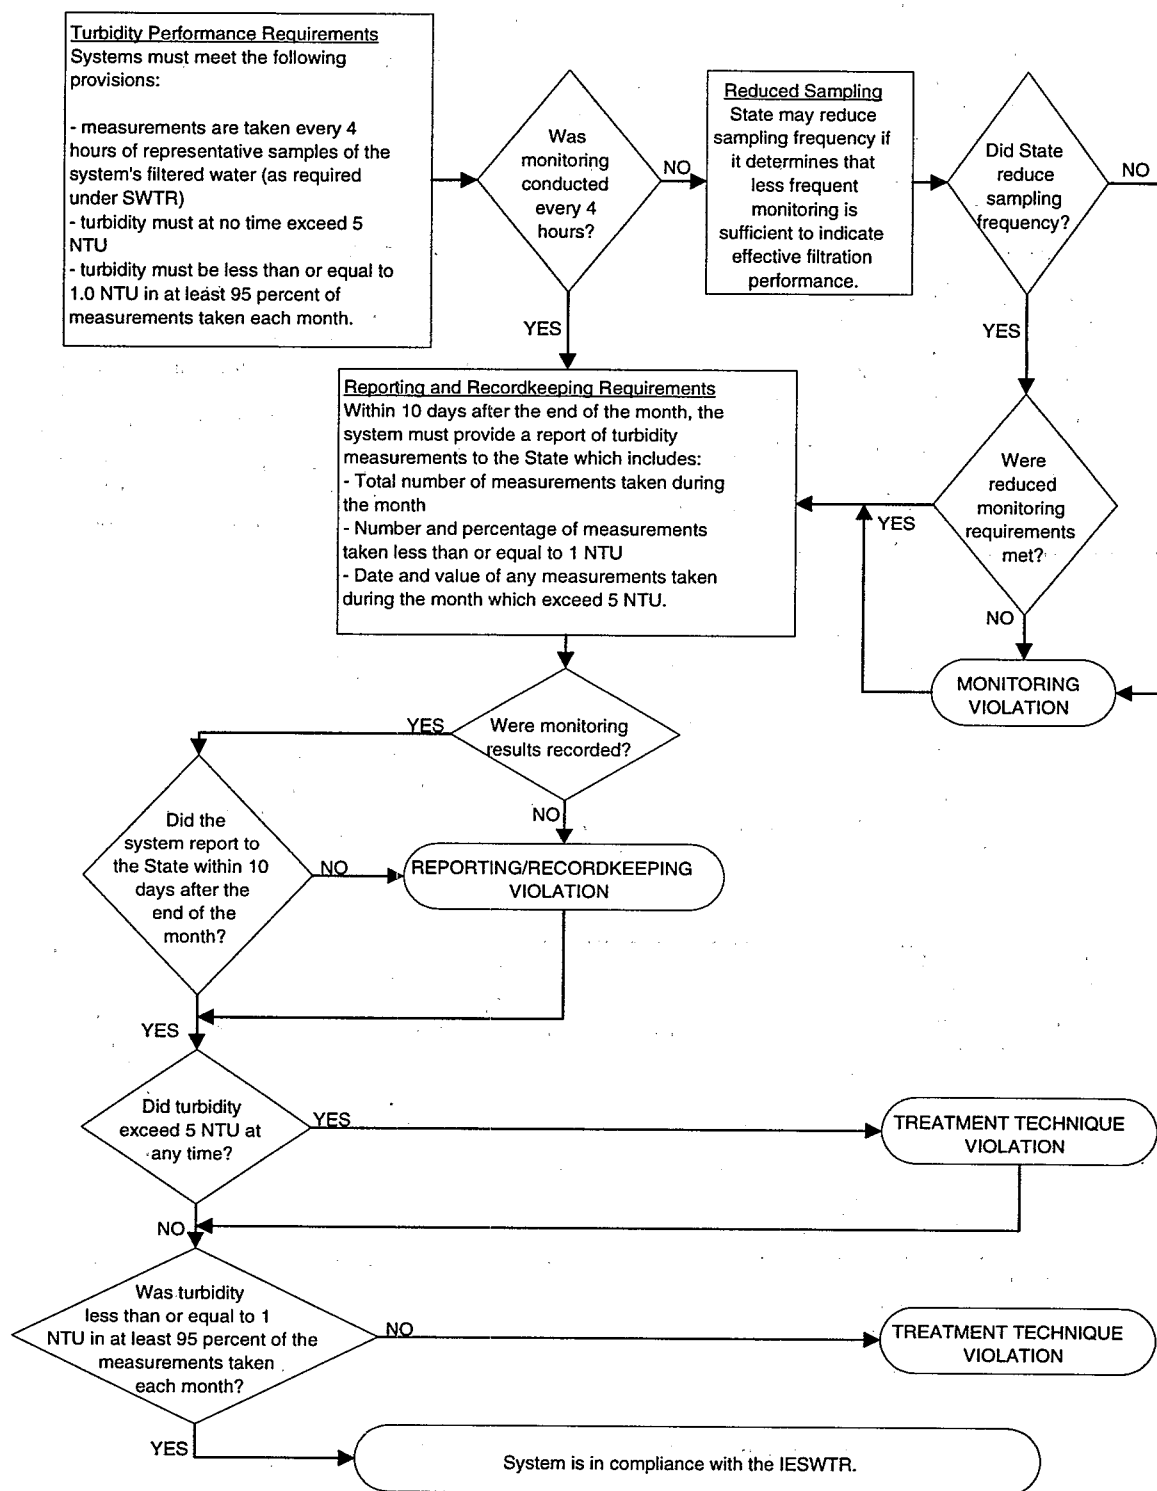 Turbidity Performance Requirements
Systems must meet the following
provisions:
- measurements are taken every 4
hours of representative samples of the
system's filtered water (as required
under SWTR)
- turbidity must at no time exceed 5
NTU
- turbidity must be less than or equal to
1.0 NTU in at least 95 percent of
measurements taken each month.
Was
monitoring
conducted
every 4
hours?
NO
Reduced Sampling
State may reduce
sampling frequency if
it determines that
less frequent
monitoring is
sufficient to indicate
effective filtration
performance.
Did State
reduce
sampling
frequency?
NO
YES
YES
Reporting and Recordkeeping Requirements
Within 10 days after the end of the month, the
system must provide a report of turbidity
measurements to the State which includes:
- Total number of measurements taken during
the month
- Number and percentage of measurements
taken less than or equal to 1 NTU
- Date and value of any measurements taken
during the month which exceed 5 NTU.
Were
reduced
monitoring
requirements
met?
YES
NO
MONITORING
VIOLATION
Were monitoring
results recorded?
YES
NO
Did the
system report to
the State within 10
days after the
end of the
month?
NO
REPORTING/RECORDKEEPING
VIOLATION
YES
Did turbidity
exceed 5 NTU at
any time?
YES
TREATMENT TECHNIQUE
VIOLATION
NO
Was turbidity
less than or equal to 1
NTU in at least 95 percent of the
measurements taken
each month?
NO
TREATMENT TECHNIQUE
VIOLATION
YES
System is in compliance with the IESWTR.